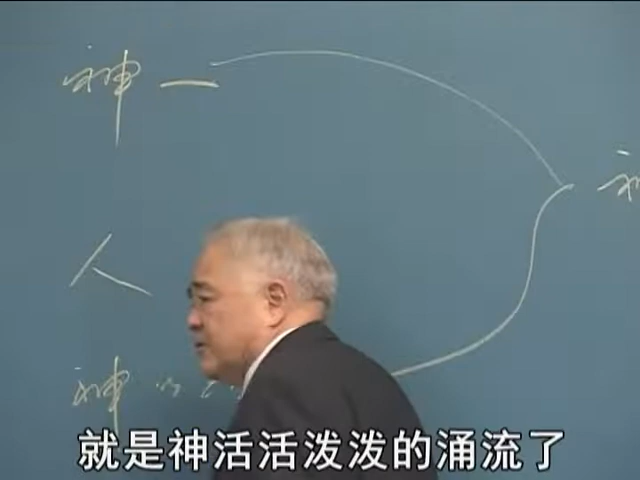 神一
人
神
就是神活活泼泼的涌流了